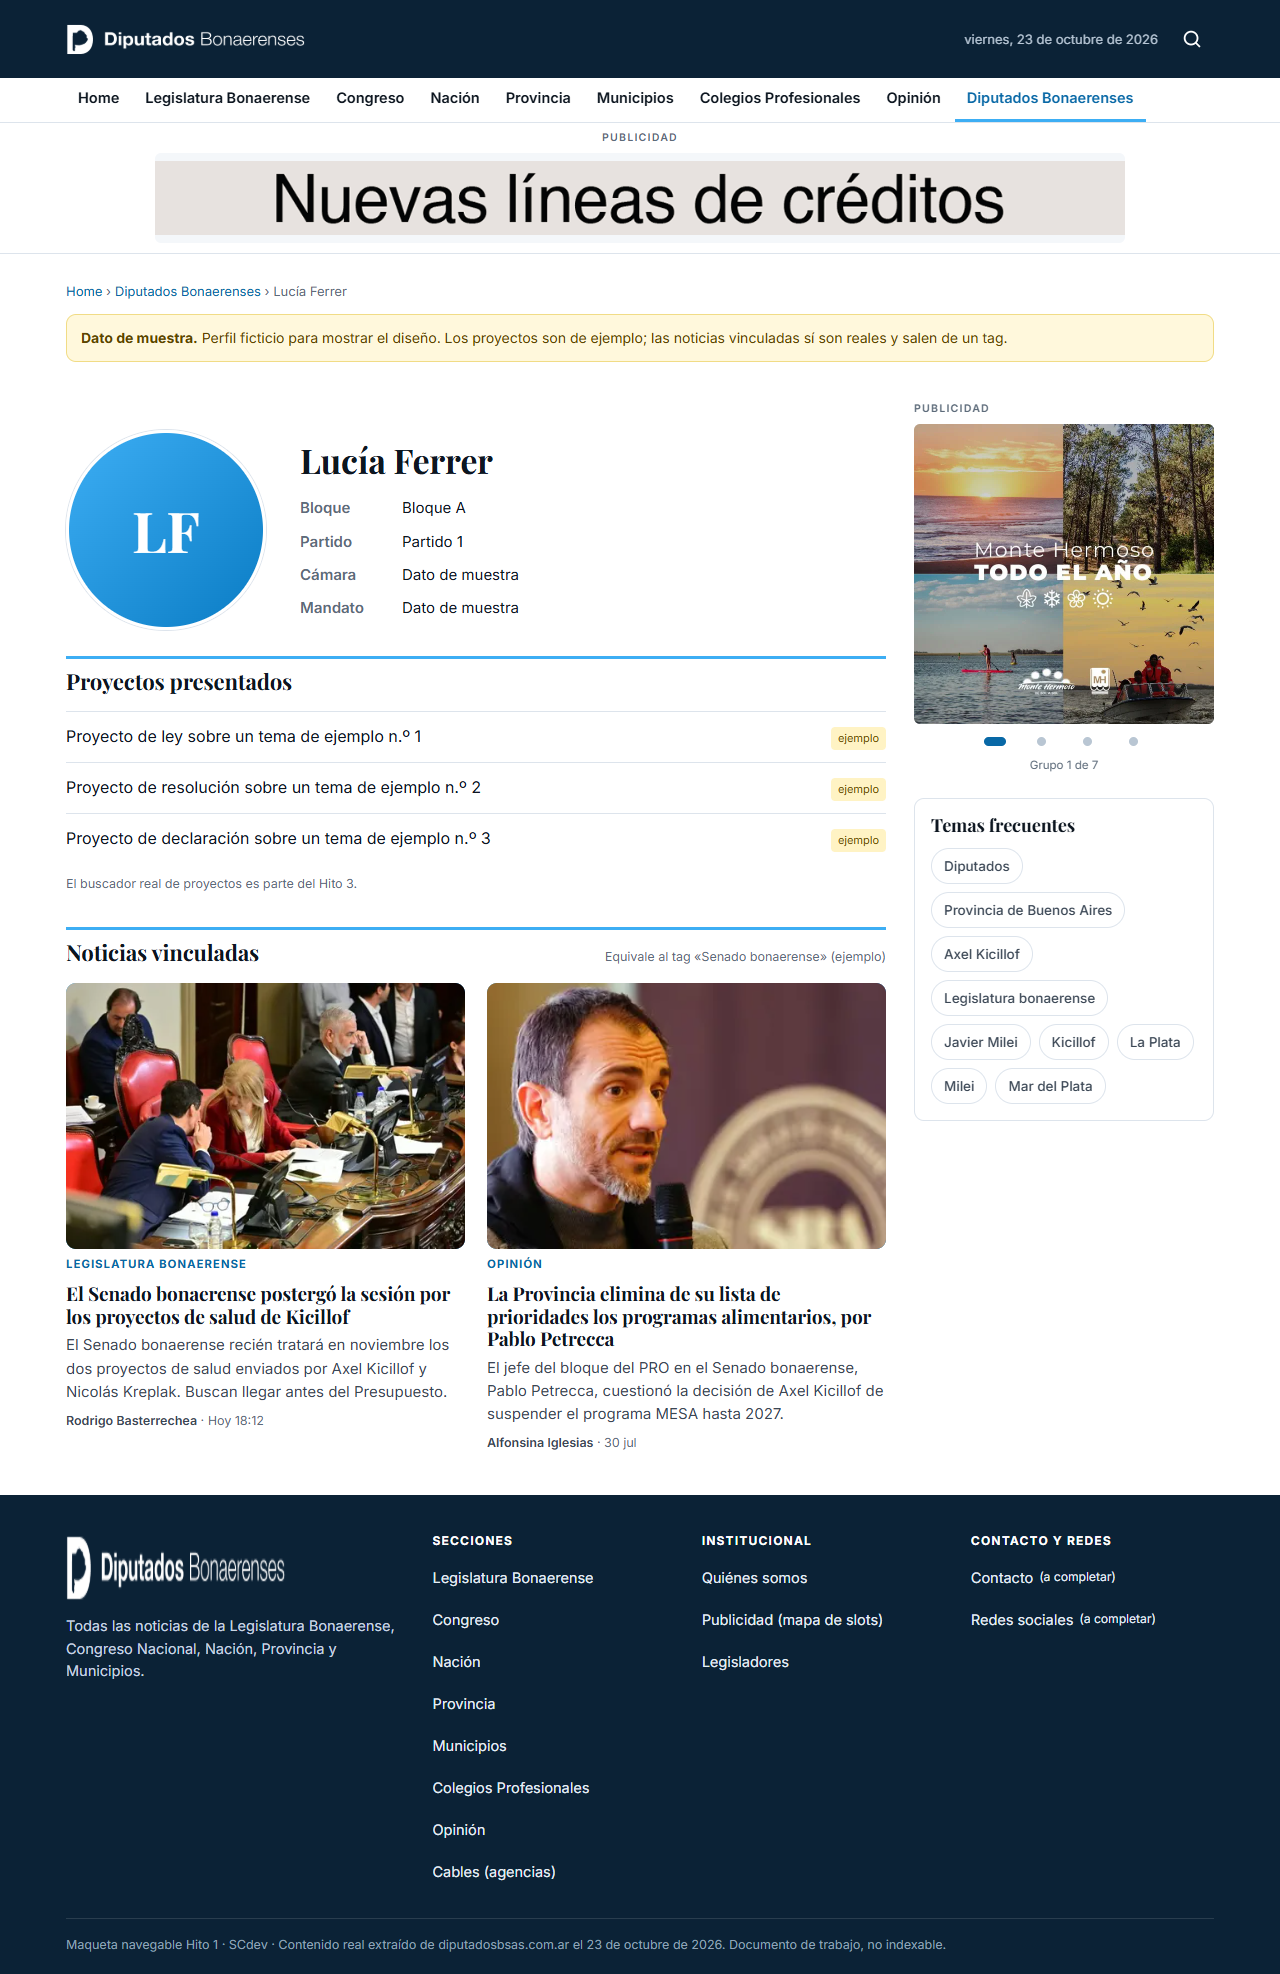 Diputados Bonaerenses
viernes, 23 de octubre de 2026
Home
Legislatura Bonaerense
Congreso
Nación
Provincia
Municipios
Colegios Profesionales
Opinión
Diputados Bonaerenses
PUBLICIDAD
Nuevas líneas de créditos
Home › Diputados Bonaerenses › Lucía Ferrer
Dato de muestra. Perfil ficticio para mostrar el diseño. Los proyectos son de ejemplo; las noticias vinculadas sí son reales y salen de un tag.
LF
Lucía Ferrer
Bloque Bloque A
Partido Partido 1
Cámara Dato de muestra
Mandato Dato de muestra
Proyectos presentados
Proyecto de ley sobre un tema de ejemplo n.º 1 ejemplo
Proyecto de resolución sobre un tema de ejemplo n.º 2 ejemplo
Proyecto de declaración sobre un tema de ejemplo n.º 3 ejemplo
El buscador real de proyectos es parte del Hito 3.
Noticias vinculadas
Equivale al tag «Senado bonaerense» (ejemplo)
LEGISLATURA BONAERENSE
El Senado bonaerense postergó la sesión por
los proyectos de salud de Kicillof
El Senado bonaerense recién tratará en noviembre los
dos proyectos de salud enviados por Axel Kicillof y
Nicolás Kreplak. Buscan llegar antes del Presupuesto.
Rodrigo Basterrechea · Hoy 18:12
OPINIÓN
La Provincia elimina de su lista de
prioridades los programas alimentarios, por
Pablo Petrecca
El jefe del bloque del PRO en el Senado bonaerense,
Pablo Petrecca, cuestionó la decisión de Axel Kicillof de
suspender el programa MESA hasta 2027.
Alfonsina Iglesias · 30 jul
PUBLICIDAD
Monte Hermoso
TODO EL AÑO
Monte Hermoso
MH
Grupo 1 de 7
Temas frecuentes
Diputados
Provincia de Buenos Aires
Axel Kicillof
Legislatura bonaerense
Javier Milei
Kicillof
La Plata
Milei
Mar del Plata
Diputados Bonaerenses
Todas las noticias de la Legislatura Bonaerense,
Congreso Nacional, Nación, Provincia y
Municipios.
SECCIONES
Legislatura Bonaerense
Congreso
Nación
Provincia
Municipios
Colegios Profesionales
Opinión
Cables (agencias)
INSTITUCIONAL
Quiénes somos
Publicidad (mapa de slots)
Legisladores
CONTACTO Y REDES
Contacto (a completar)
Redes sociales (a completar)
Maqueta navegable Hito 1 · SCdev · Contenido real extraído de diputadosbsas.com.ar el 23 de octubre de 2026. Documento de trabajo, no indexable.